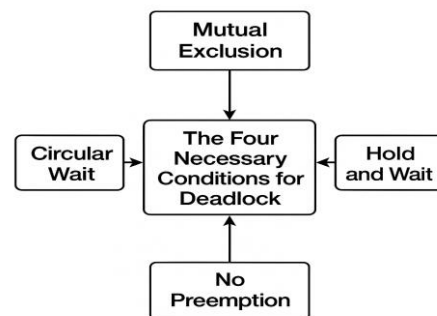 Mutual
Exclusion
Circular
Wait
The Four
Necessary
Conditions for
Deadlock
Hold
and Wait
No
Preemption